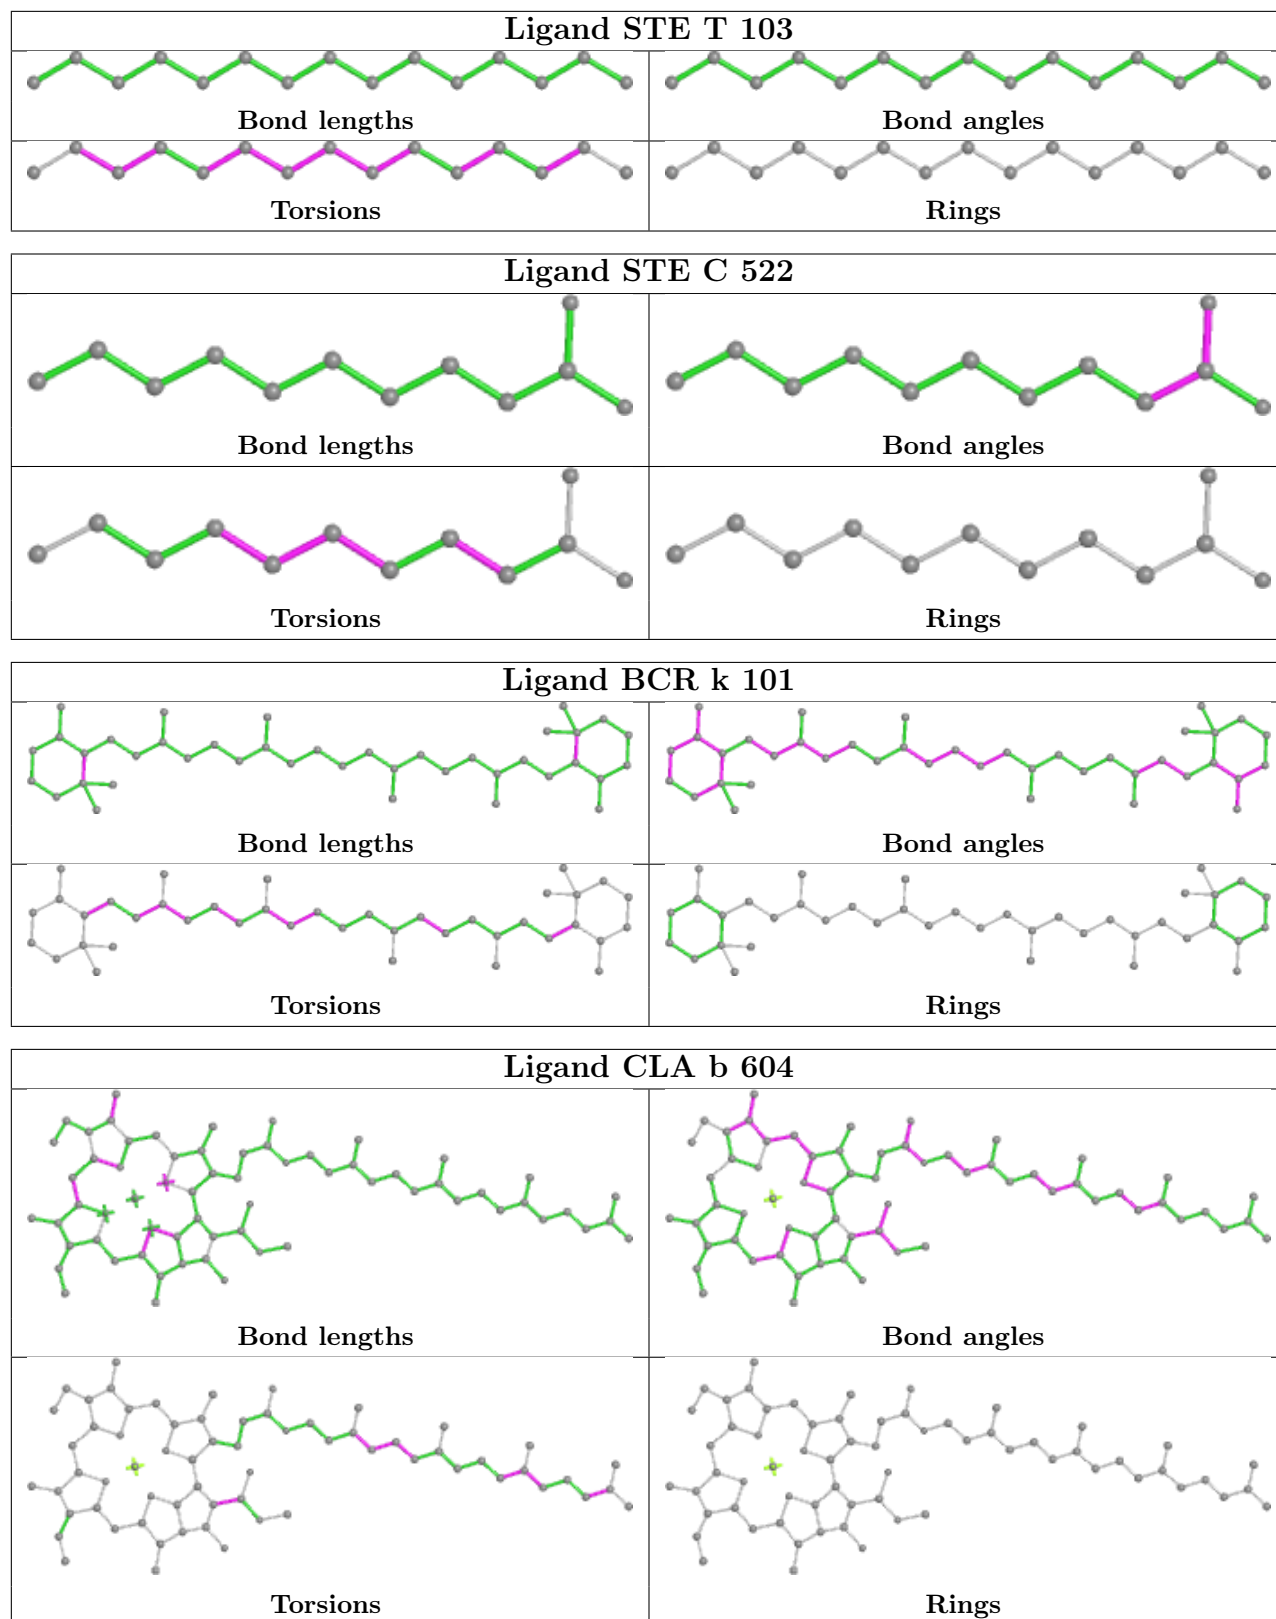 Ligand STE T 103
Bond lengths
Bond angles
Torsions
Rings
Ligand STE C 522
Bond lengths
Bond angles
Torsions
Rings
Ligand BCR k 101
Bond lengths
Bond angles
Torsions
Rings
Ligand CLA b 604
Bond lengths
Bond angles
Torsions
Rings